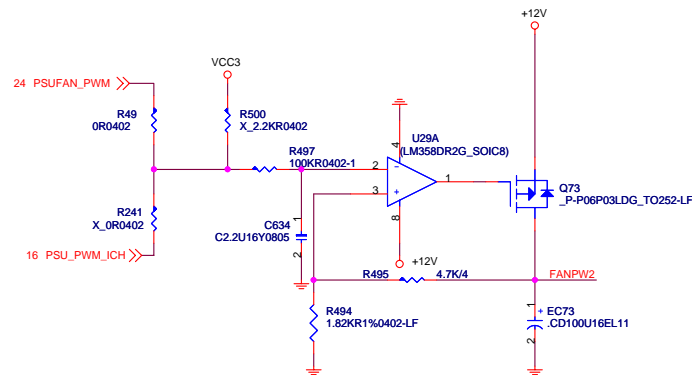 +12V
24 PSUFAN_PWM
VCC3
R49
0R0402
R500
X_2.2KR0402
U29A
(LM358DR2G_SOIC8)
4
R497
100KR0402-1
2
3
1
8
Q73
_P-P06P03LDG_TO252-LF
R241
X_0R0402
C634
C2.2U16Y0805
1
2
16 PSU_PWM_ICH
+12V
R495
4.7K/4
FANPW2
R494
1.82KR1%0402-LF
1
+
EC73
.CD100U16EL11
2